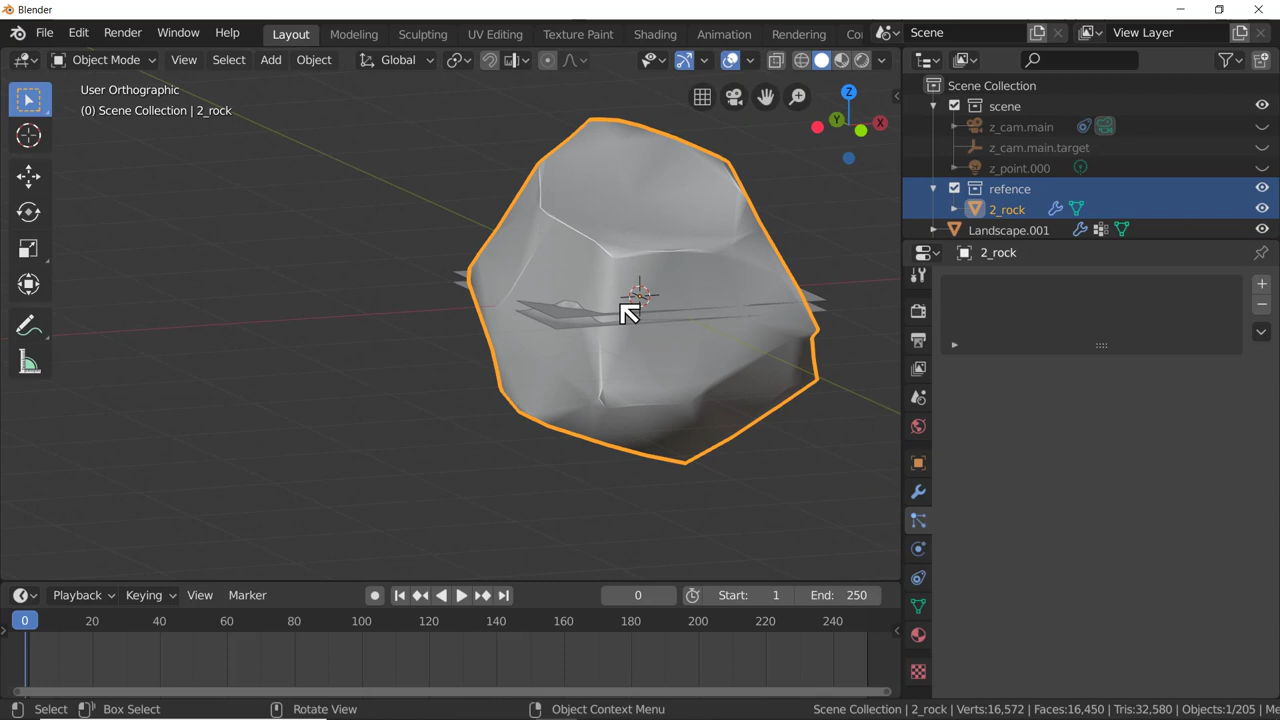 Blender
File Edit Render Window Help Layout Modeling Sculpting UV Editing Texture Paint Shading Animation Rendering Co Scene View Layer
Object Mode View Select Add Object Global
User Orthographic
(0) Scene Collection | 2_rock
Z
Y
X
Scene Collection
scene
z_cam.main
z_cam.main.target
z_point.000
refence
2_rock
Landscape.001
2_rock
Playback Keying View Marker 0 Start: 1 End: 250
0 20 40 60 80 100 120 140 160 180 200 220 240
Select Box Select Rotate View Object Context Menu Scene Collection | 2_rock | Verts:16,572 | Faces:16,450 | Tris:32,580 | Objects:1/205 | Me